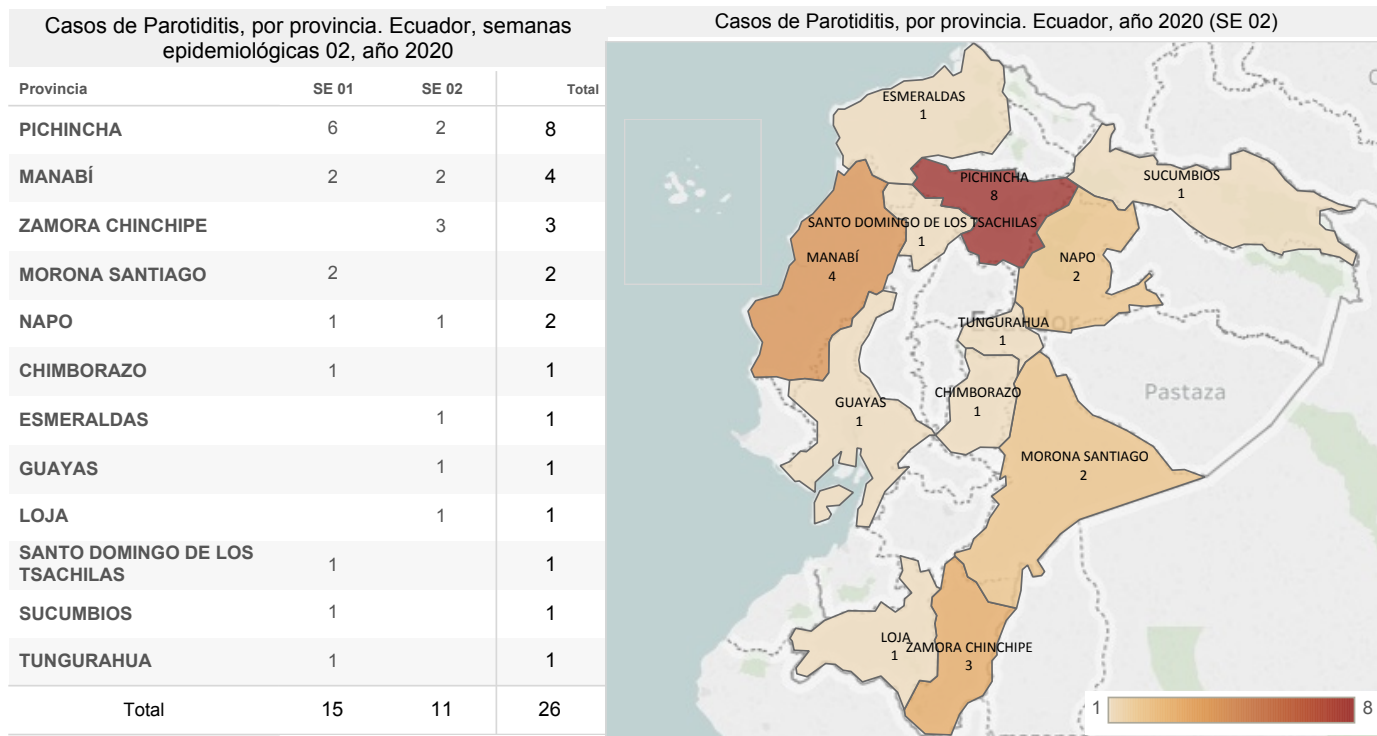 Casos de Parotiditis, por provincia. Ecuador, semanas
epidemiológicas 02, año 2020
Provincia SE 01 SE 02 Total
PICHINCHA 6 2 8
MANABÍ 2 2 4
ZAMORA CHINCHIPE 3 3
MORONA SANTIAGO 2 2
NAPO 1 1 2
CHIMBORAZO 1 1
ESMERALDAS 1 1
GUAYAS 1 1
LOJA 1 1
SANTO DOMINGO DE LOS
TSACHILAS 1 1
SUCUMBIOS 1 1
TUNGURAHUA 1 1
Total 15 11 26
Casos de Parotiditis, por provincia. Ecuador, año 2020 (SE 02)
ESMERALDAS
1
PICHINCHA
8
SUCUMBIOS
1
SANTO DOMINGO DE LOS TSACHILAS
1
MANABÍ
4
NAPO
2
Ecuador
TUNGURAHUA
1
Pastaza
CHIMBORAZO
1
GUAYAS
1
MORONA SANTIAGO
2
LOJA
1
ZAMORA CHINCHIPE
3
1 8